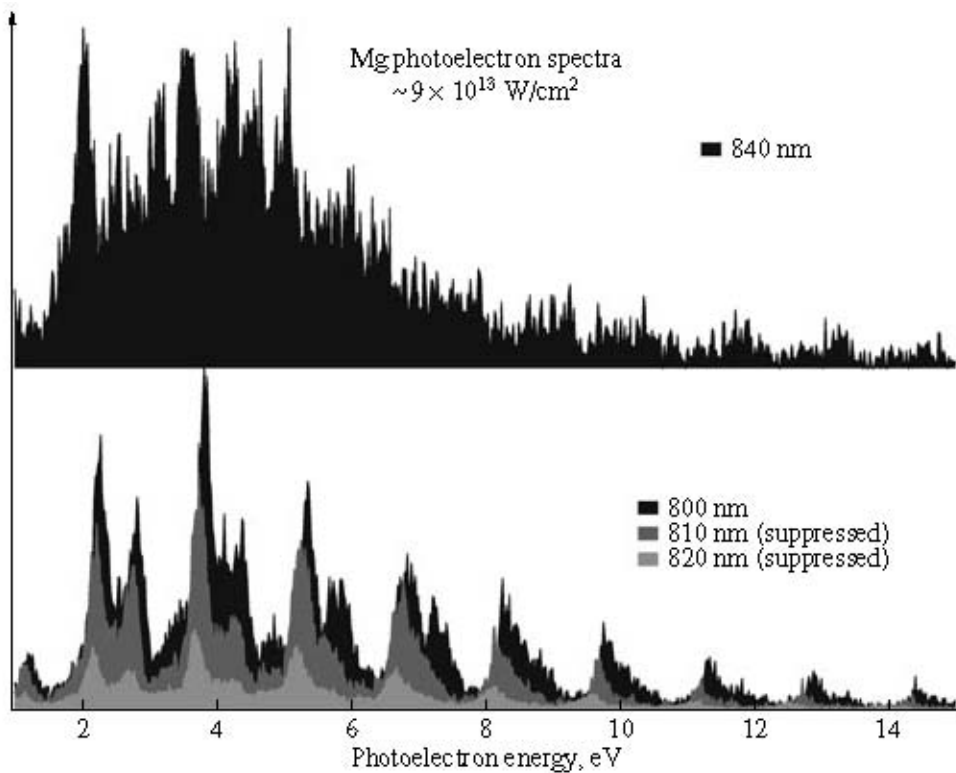 Mg photoelectron spectra
~9 × 10¹³ W/cm²
840 nm
800 nm
810 nm (suppressed)
820 nm (suppressed)
2 4 6 8 10 12 14
Photoelectron energy, eV